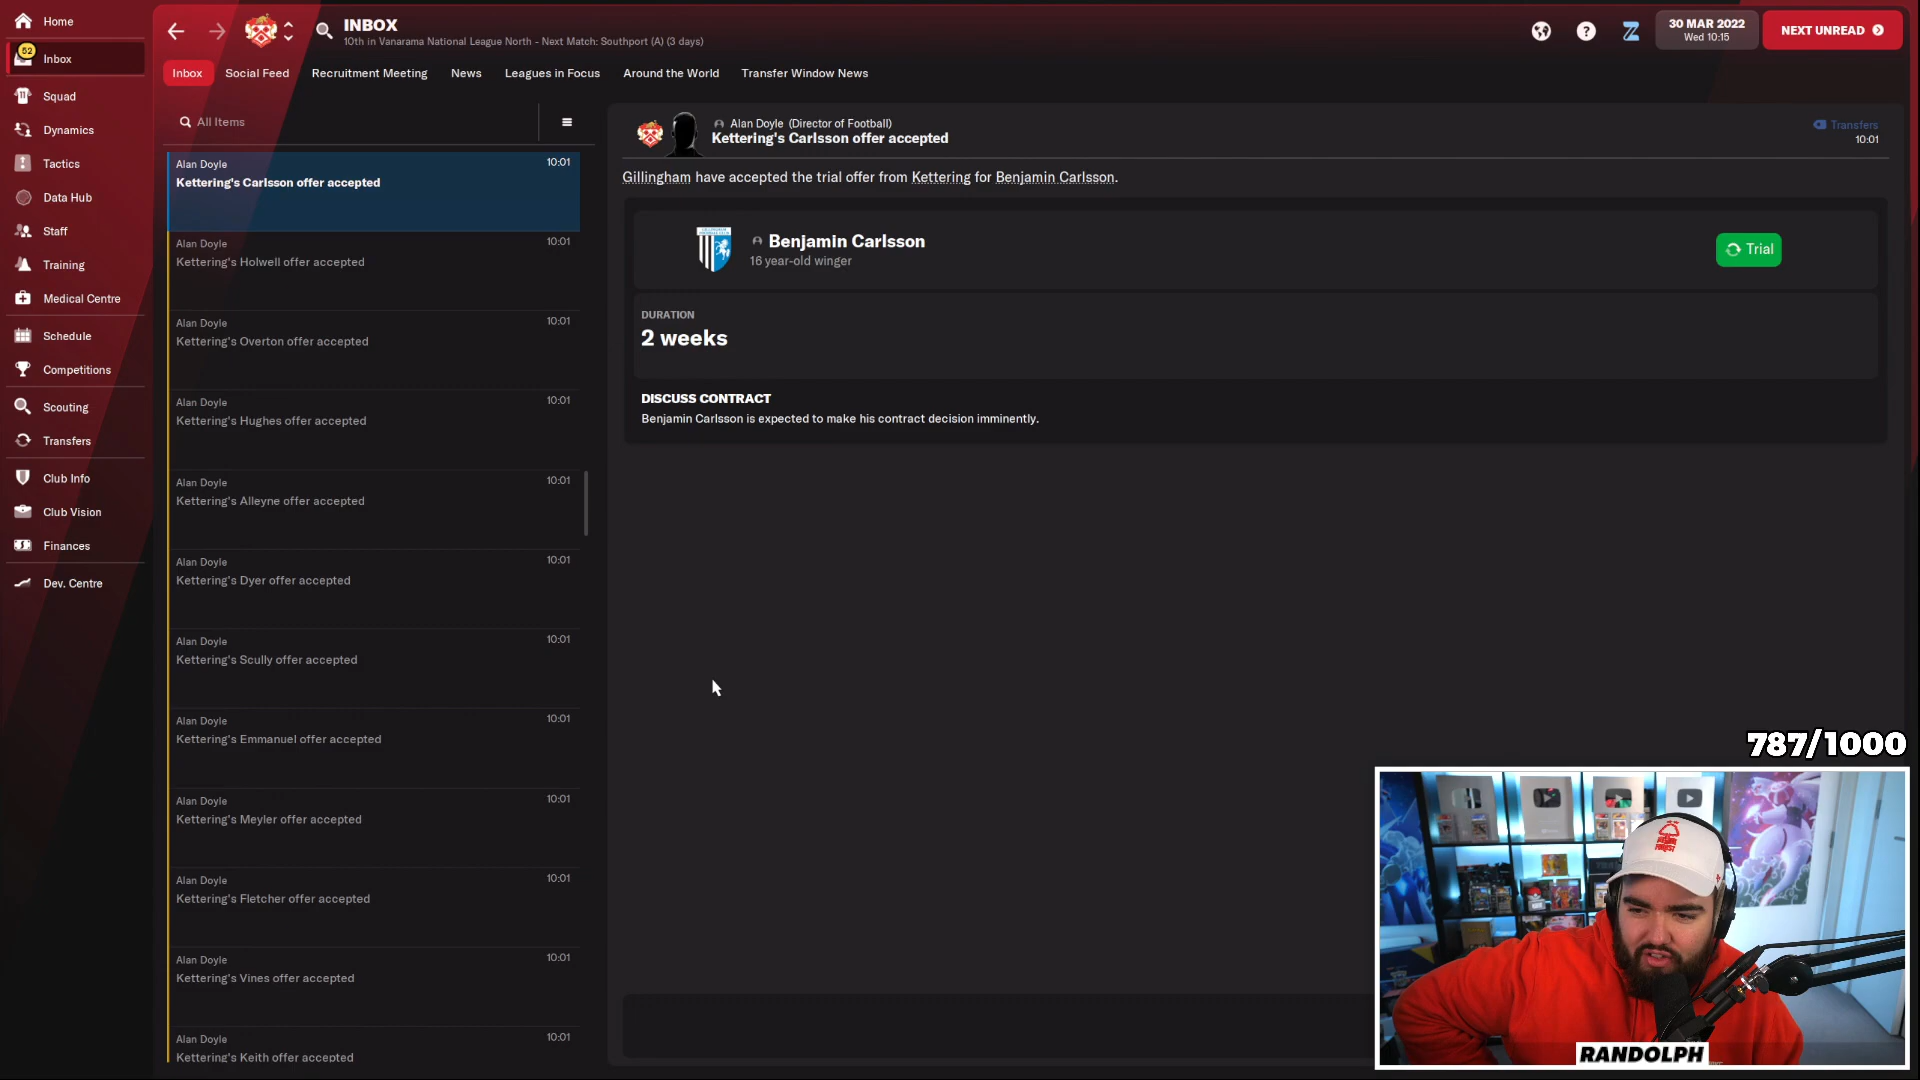 Home
52
Inbox
Squad
Dynamics
Tactics
Data Hub
Staff
Training
Medical Centre
Schedule
Competitions
Scouting
Transfers
Club Info
Club Vision
Finances
Dev. Centre
INBOX
10th in Vanarama National League North - Next Match: Southport (A) (3 days)
30 MAR 2022
Wed 10:15
NEXT UNREAD
Inbox
Social Feed
Recruitment Meeting
News
Leagues in Focus
Around the World
Transfer Window News
All Items
Alan Doyle 10:01
Kettering's Carlsson offer accepted
Alan Doyle 10:01
Kettering's Holwell offer accepted
Alan Doyle 10:01
Kettering's Overton offer accepted
Alan Doyle 10:01
Kettering's Hughes offer accepted
Alan Doyle 10:01
Kettering's Alleyne offer accepted
Alan Doyle 10:01
Kettering's Dyer offer accepted
Alan Doyle 10:01
Kettering's Scully offer accepted
Alan Doyle 10:01
Kettering's Emmanuel offer accepted
Alan Doyle 10:01
Kettering's Meyler offer accepted
Alan Doyle 10:01
Kettering's Fletcher offer accepted
Alan Doyle 10:01
Kettering's Vines offer accepted
Alan Doyle 10:01
Kettering's Keith offer accepted
Alan Doyle (Director of Football)
Kettering's Carlsson offer accepted
Transfers
10:01
Gillingham have accepted the trial offer from Kettering for Benjamin Carlsson.
Benjamin Carlsson
16 year-old winger
Trial
DURATION
2 weeks
DISCUSS CONTRACT
Benjamin Carlsson is expected to make his contract decision imminently.
787/1000
RANDOLPH